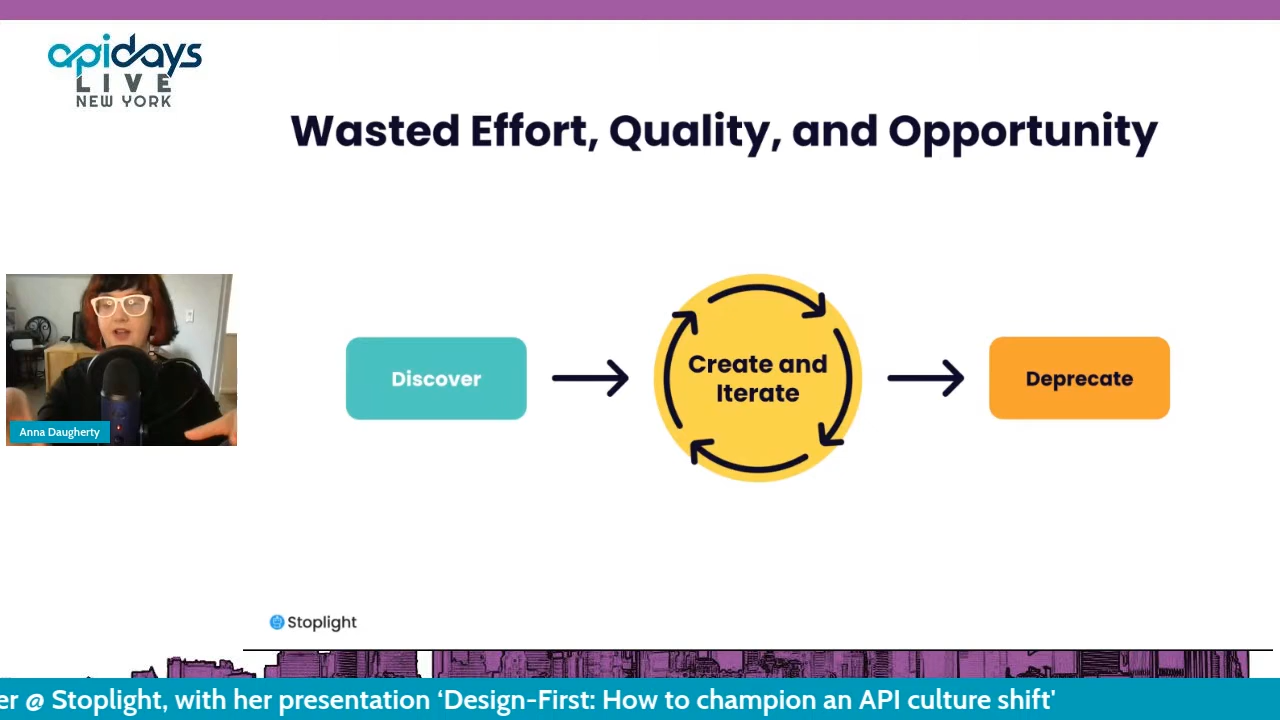 apidays
LIVE
NEW YORK
Wasted Effort, Quality, and Opportunity
Discover
Create and
Iterate
Deprecate
Anna Daugherty
Stoplight
er @ Stoplight, with her presentation ‘Design-First: How to champion an API culture shift'